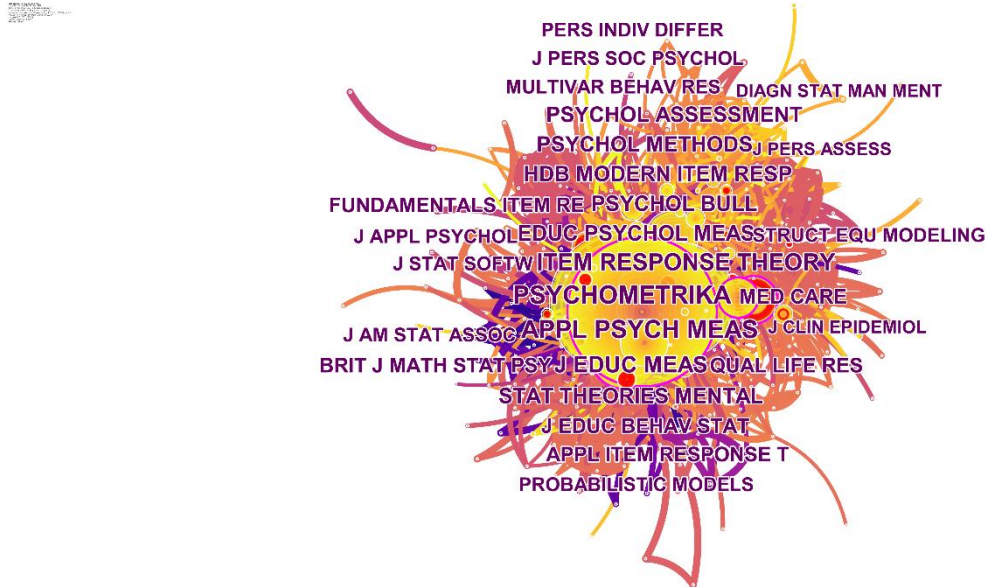 PERS INDIV DIFFER
J PERS SOC PSYCHOL
MULTIVAR BEHAV RES
DIAGN STAT MAN MENT
PSYCHOL ASSESSMENT
PSYCHOL METHODS
J PERS ASSESS
HDB MODERN ITEM RESP
FUNDAMENTALS ITEM RE
PSYCHOL BULL
J APPL PSYCHOL
EDUC PSYCHOL MEAS
STRUCT EQU MODELING
J STAT SOFTW
ITEM RESPONSE THEORY
PSYCHOMETRIKA
MED CARE
J AM STAT ASSOC
APPL PSYCH MEAS
J CLIN EPIDEMIOL
BRIT J MATH STAT PSY
J EDUC MEAS
QUAL LIFE RES
STAT THEORIES MENTAL
J EDUC BEHAV STAT
APPL ITEM RESPONSE T
PROBABILISTIC MODELS